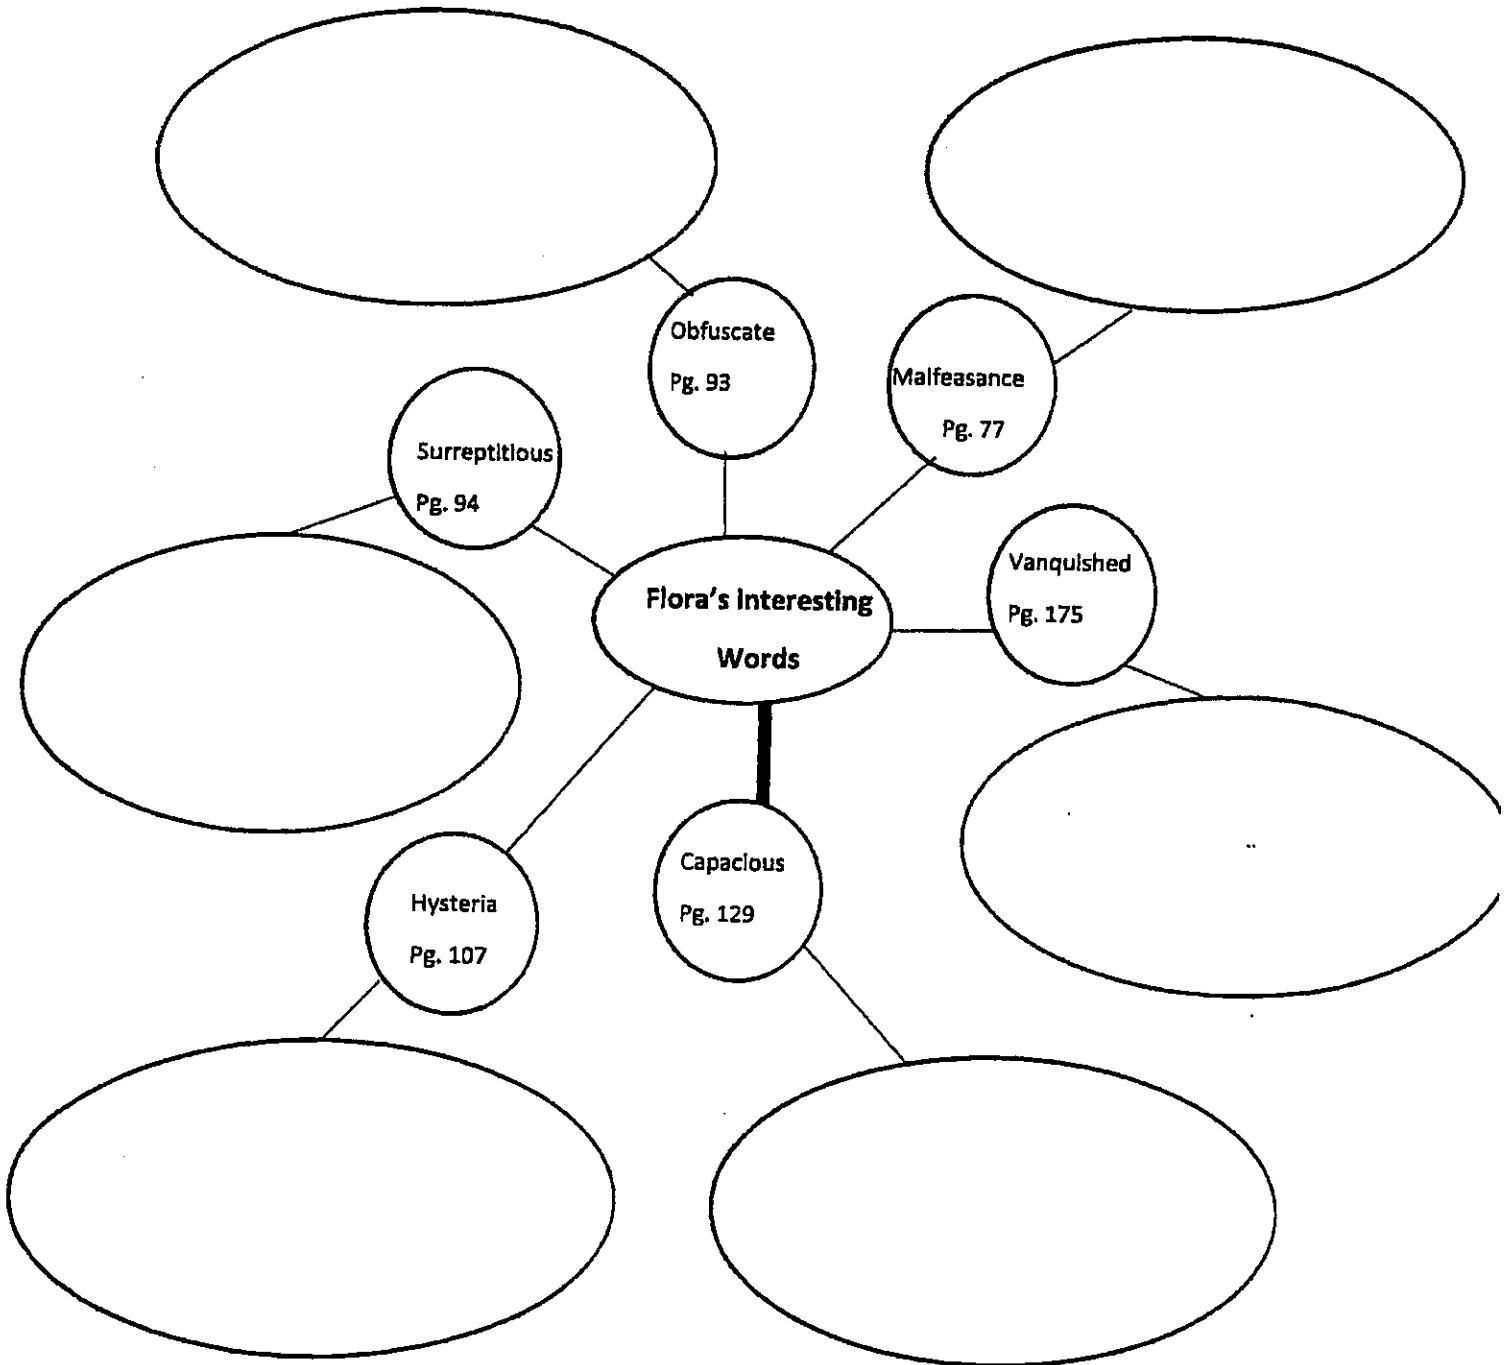 Obfuscate
Pg. 93
Malfeasance
Pg. 77
Surreptitious
Pg. 94
Vanquished
Pg. 175
Flora's Interesting
Words
Capacious
Pg. 129
Hysteria
Pg. 107